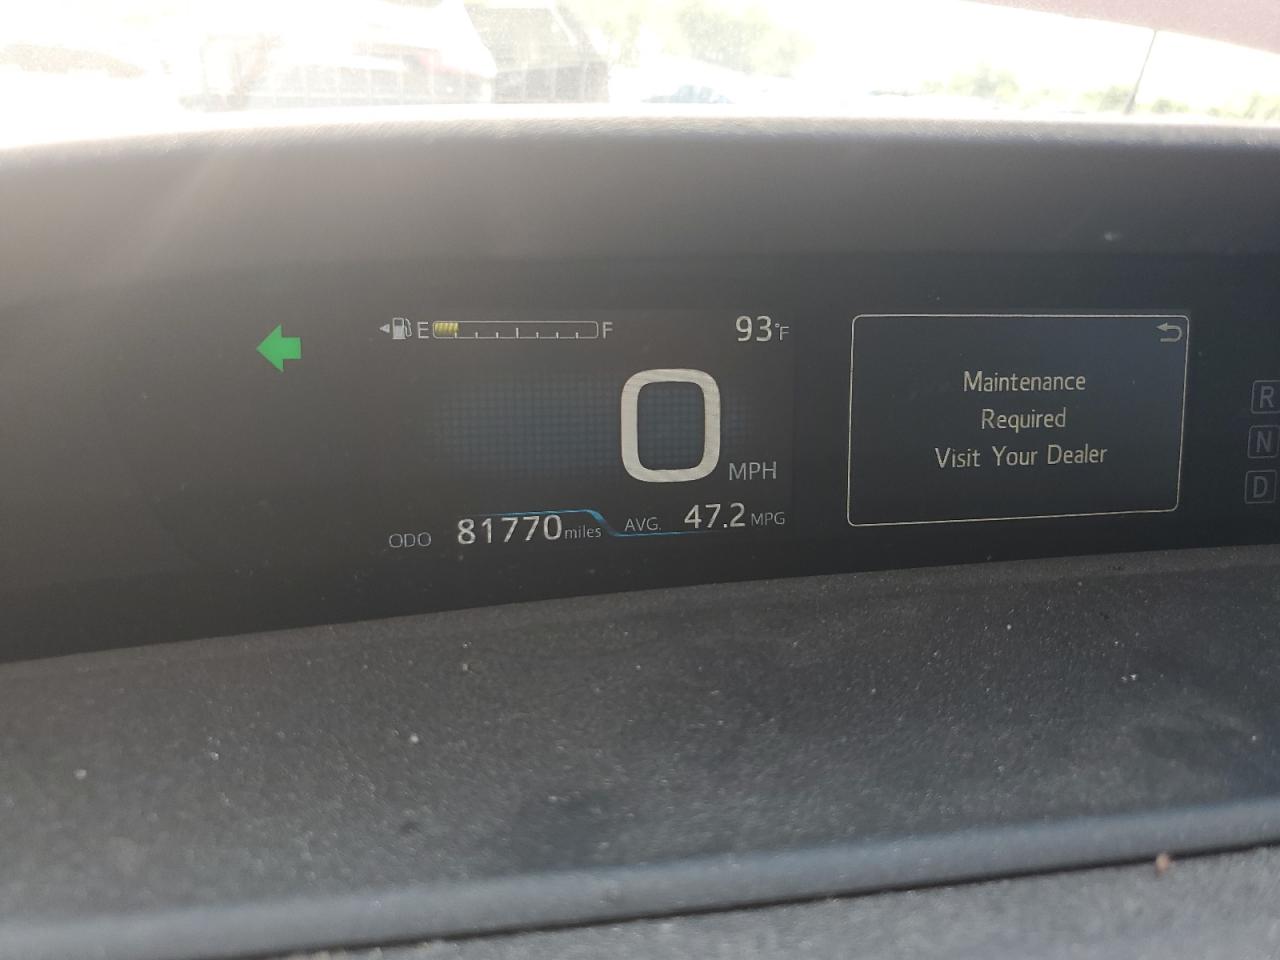 E F 93°F
0 MPH
ODO 81770 miles AVG. 47.2 MPG
Maintenance
Required
Visit Your Dealer
R
N
D